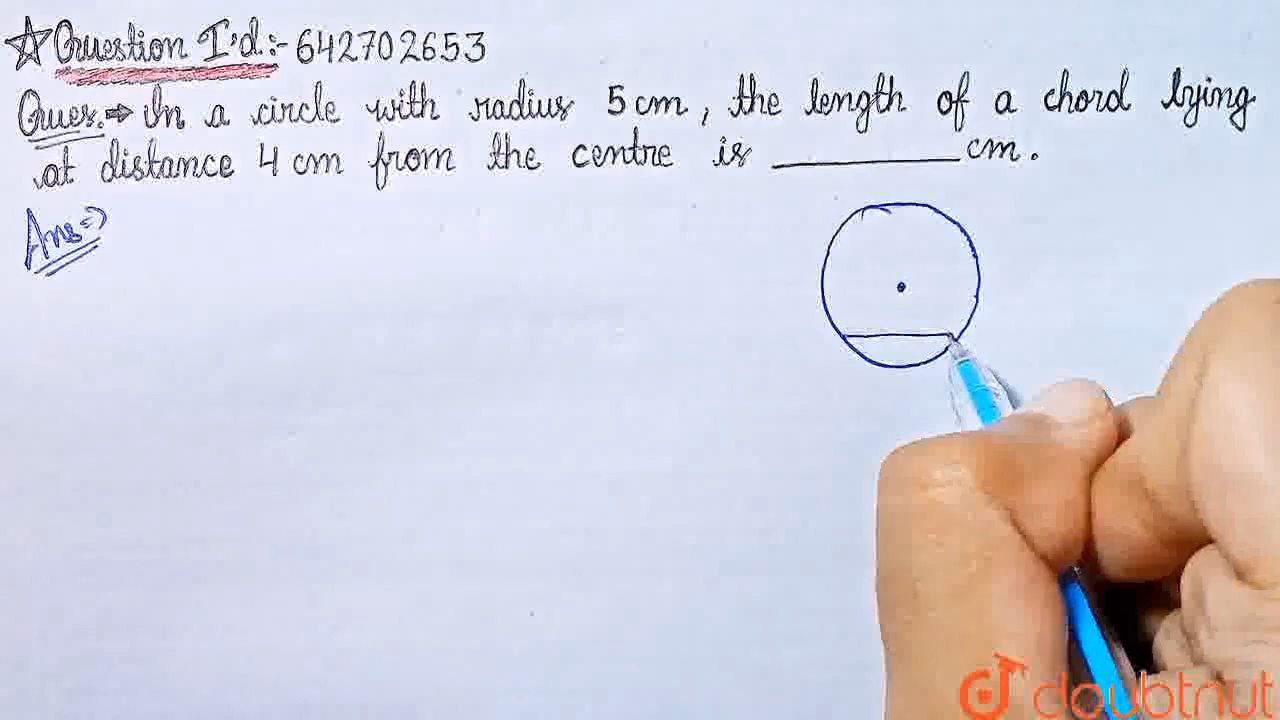 ☆Question I'd:- 642702653
Ques.⇒ In a circle with radius 5 cm, the length of a chord lying
at distance 4 cm from the centre is ________ cm.
Ans⇒
doubtnut